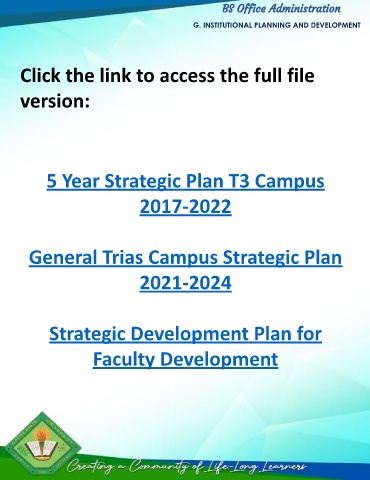 BS Office Administration
G. INSTITUTIONAL PLANNING AND DEVELOPMENT
Click the link to access the full file
version:
5 Year Strategic Plan T3 Campus
2017-2022
General Trias Campus Strategic Plan
2021-2024
Strategic Development Plan for
Faculty Development
Creating a Community of Life-Long Learners